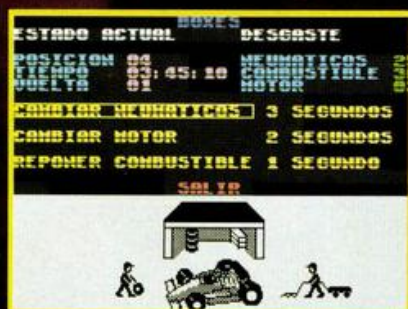 BOXES
ESTADO ACTUAL DESGASTE
POSICION 04 NEUMATICOS 2
TIEMPO 03:45:10 COMBUSTIBLE
VUELTA 01 MOTOR
CAMBIAR NEUMATICOS 3 SEGUNDOS
CAMBIAR MOTOR 2 SEGUNDOS
REPONER COMBUSTIBLE 1 SEGUNDO
SALIR